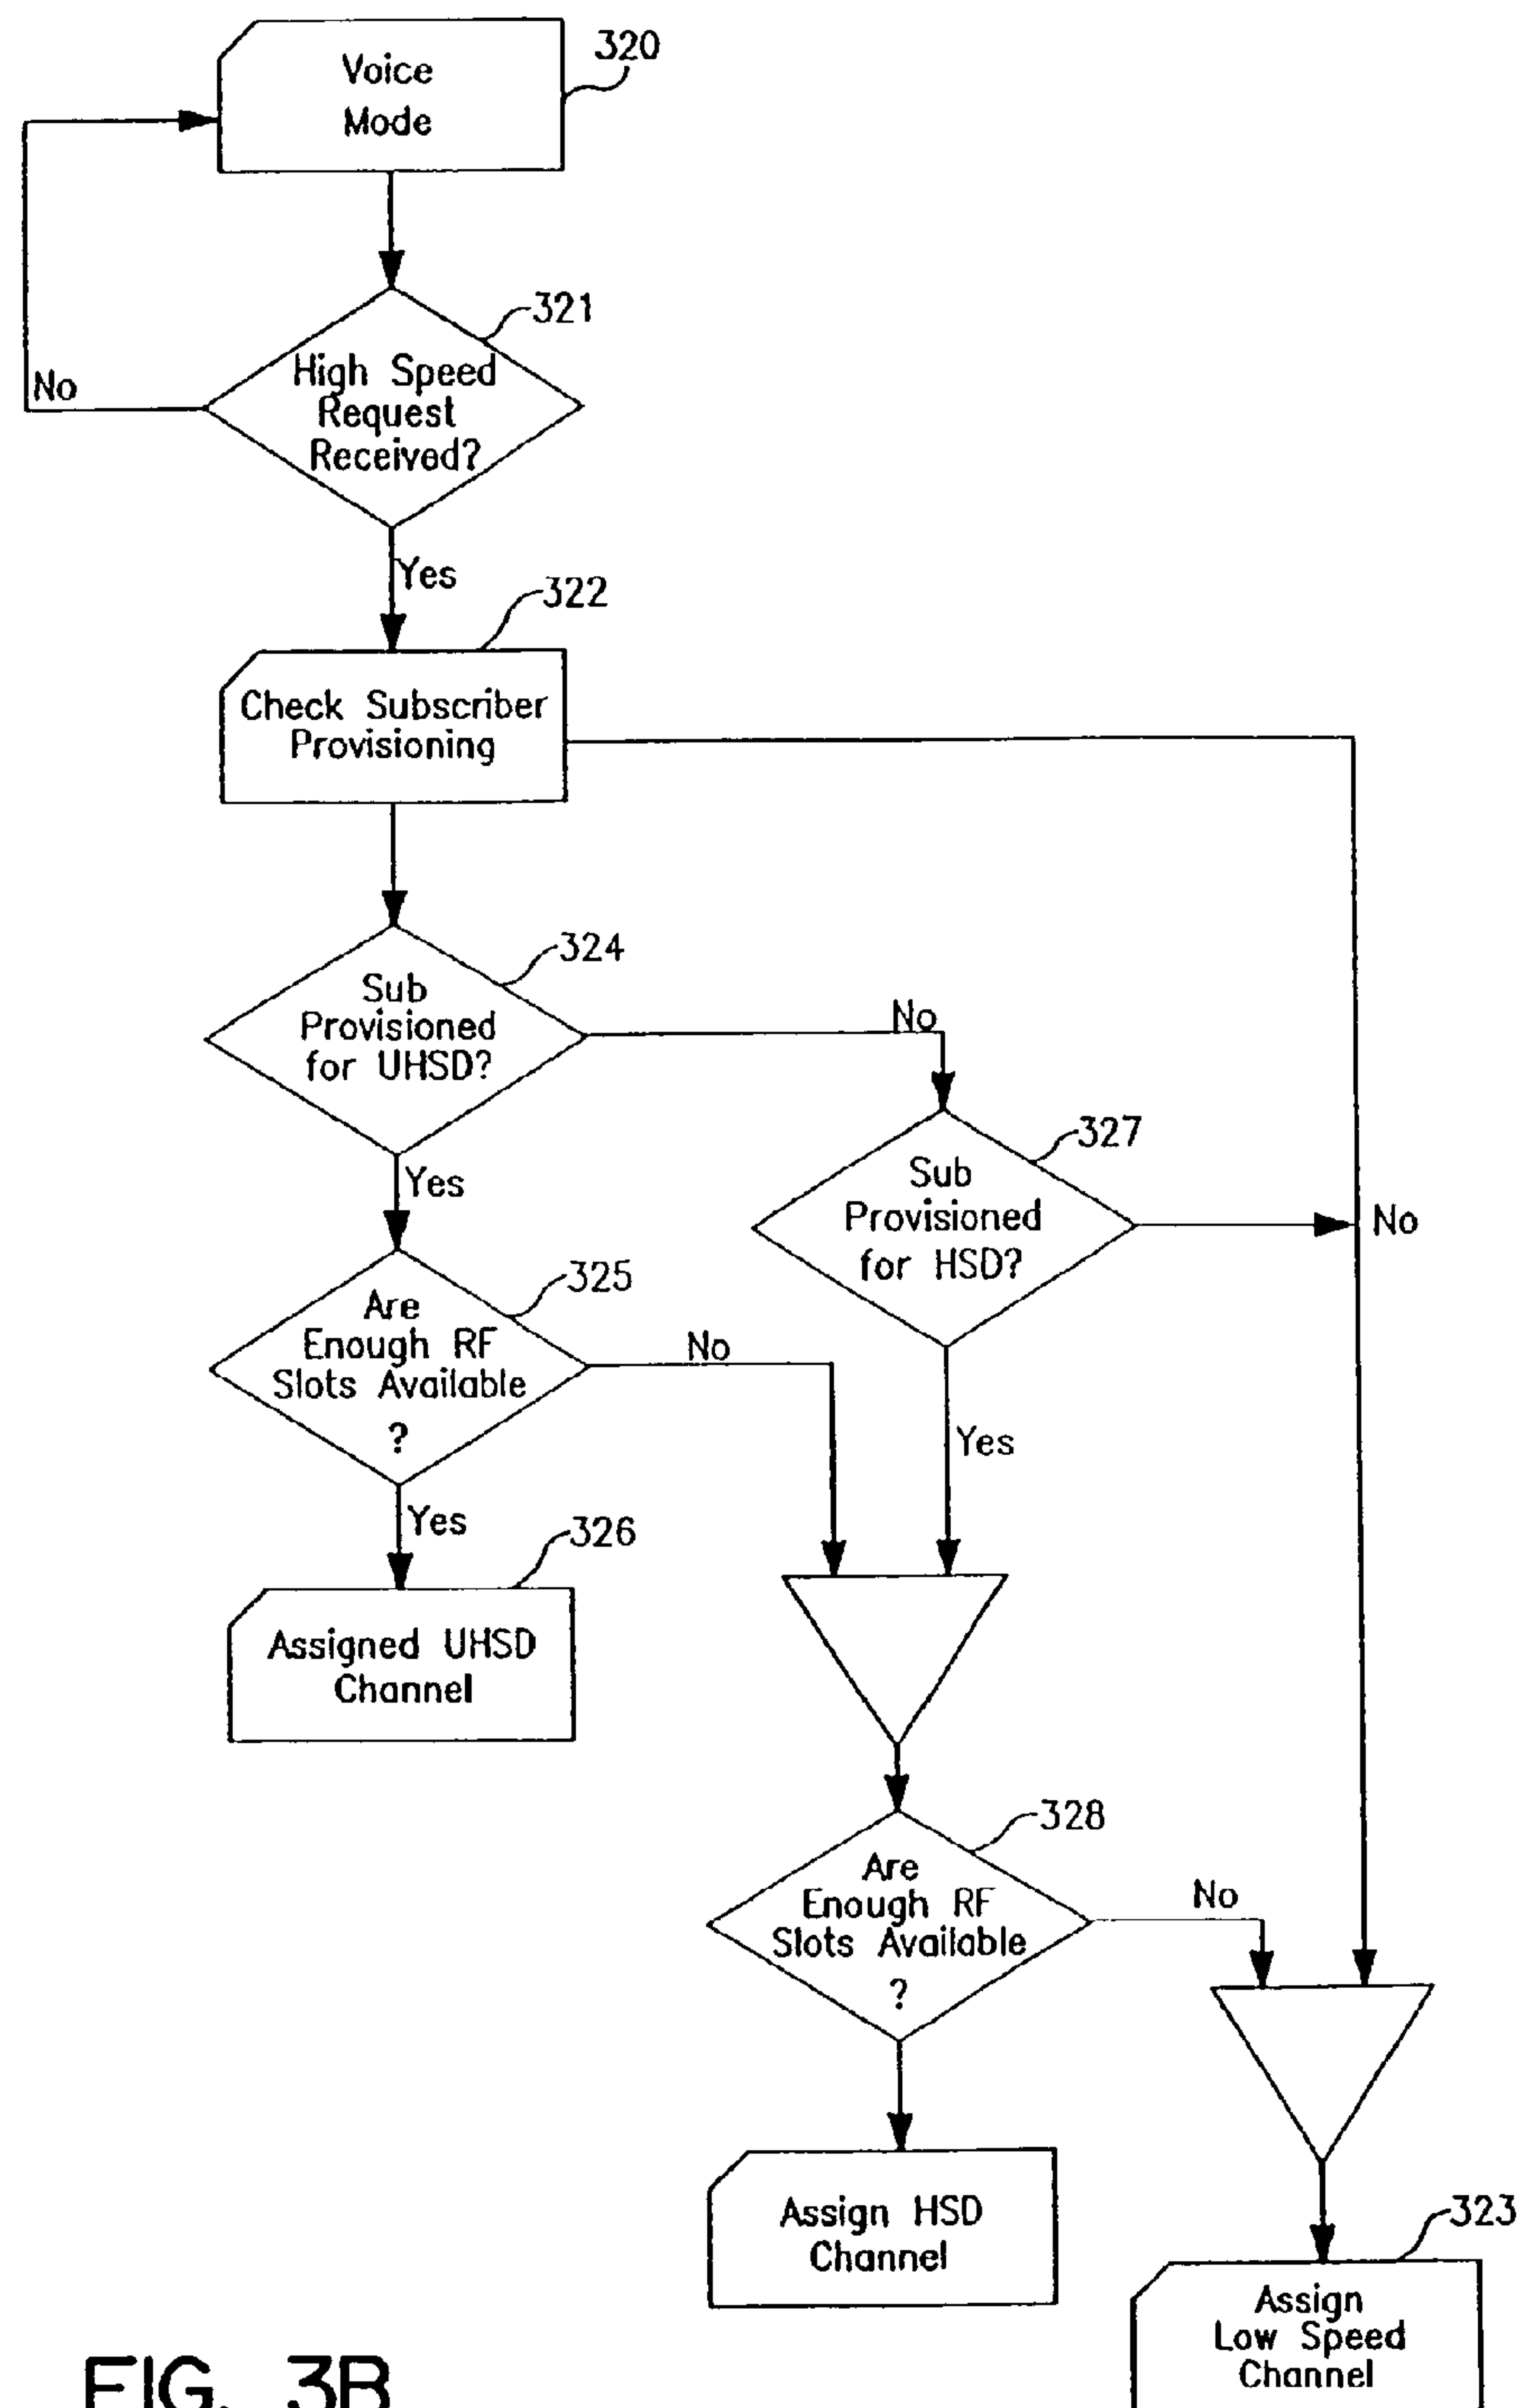 Voice
Mode
320
High Speed
Request
Received?
321
No
Yes
322
Check Subscriber
Provisioning
324
Sub
Provisioned
for UHSD?
No
327
Sub
Provisioned
for HSD?
No
Yes
325
Are
Enough RF
Slots Available
?
No
Yes
Yes
326
Assigned UHSD
Channel
328
Are
Enough RF
Slots Available
?
No
Assign HSD
Channel
323
Assign
Low Speed
Channel
FIG. 3B